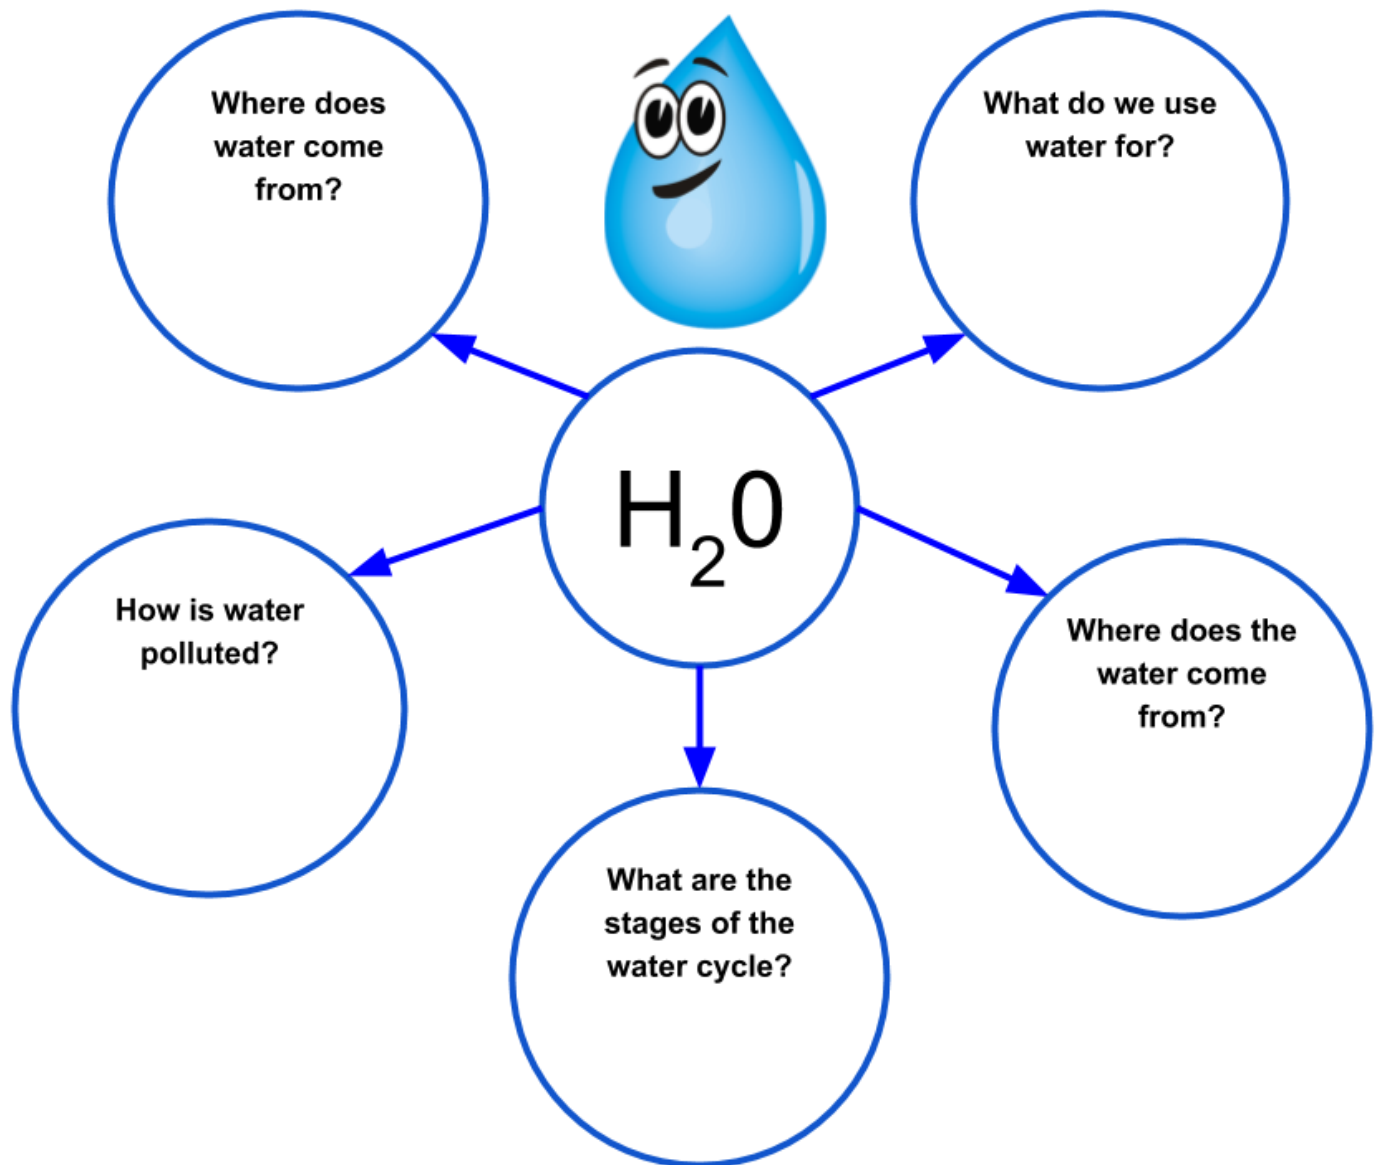 Where does
water come
from?
What do we use
water for?
H₂0
How is water
polluted?
Where does the
water come
from?
What are the
stages of the
water cycle?